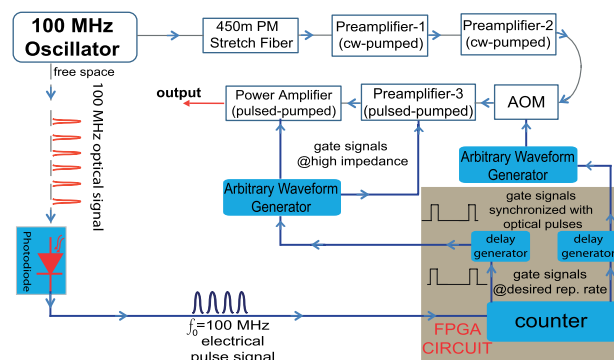 100 MHz
Oscillator
450m PM
Stretch Fiber
Preamplifier-1
(cw-pumped)
Preamplifier-2
(cw-pumped)
free space
100 MHz optical signal
output
Power Amplifier
(pulsed-pumped)
Preamplifier-3
(pulsed-pumped)
AOM
gate signals
@high impedance
Arbitrary Waveform
Generator
Arbitrary Waveform
Generator
gate signals
synchronized with
optical pulses
Photodiode
delay
generator
delay
generator
gate signals
@desired rep. rate
f0=100 MHz
electrical
pulse signal
FPGA
CIRCUIT
counter